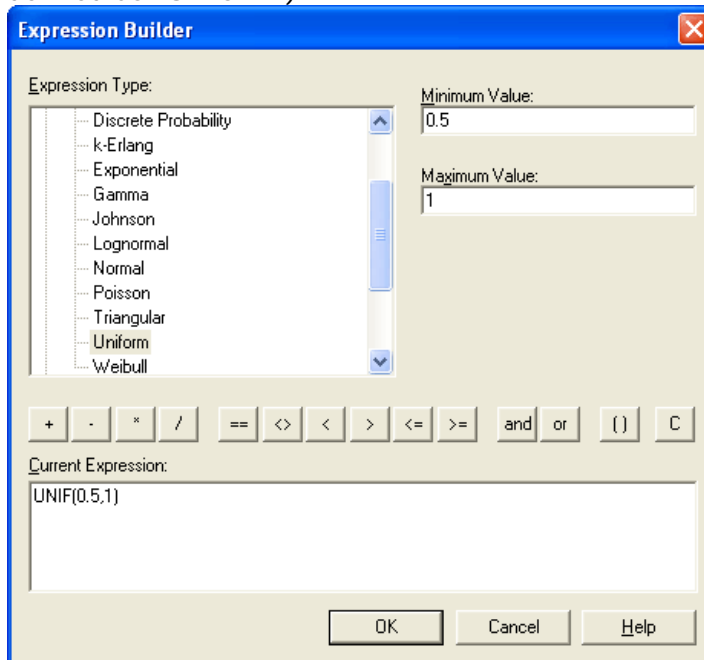 Expression Builder
Expression Type:
Discrete Probability
k-Erlang
Exponential
Gamma
Johnson
Lognormal
Normal
Poisson
Triangular
Uniform
Weibull
Minimum Value:
0.5
Maximum Value:
1
+ - * / == <> < > <= >= and or () C
Current Expression:
UNIF(0.5,1)
OK Cancel Help